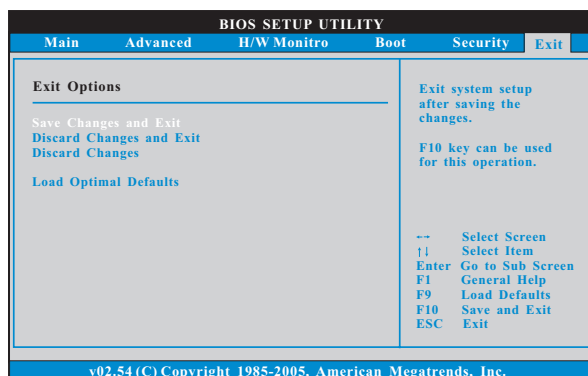 BIOS SETUP UTILITY
Main Advanced H/W Monitro Boot Security Exit
Exit Options
Save Changes and Exit
Discard Changes and Exit
Discard Changes
Load Optimal Defaults
Exit system setup
after saving the
changes.
F10 key can be used
for this operation.
←→ Select Screen
↑↓ Select Item
Enter Go to Sub Screen
F1 General Help
F9 Load Defaults
F10 Save and Exit
ESC Exit
v02.54 (C) Copyright 1985-2005, American Megatrends, Inc.